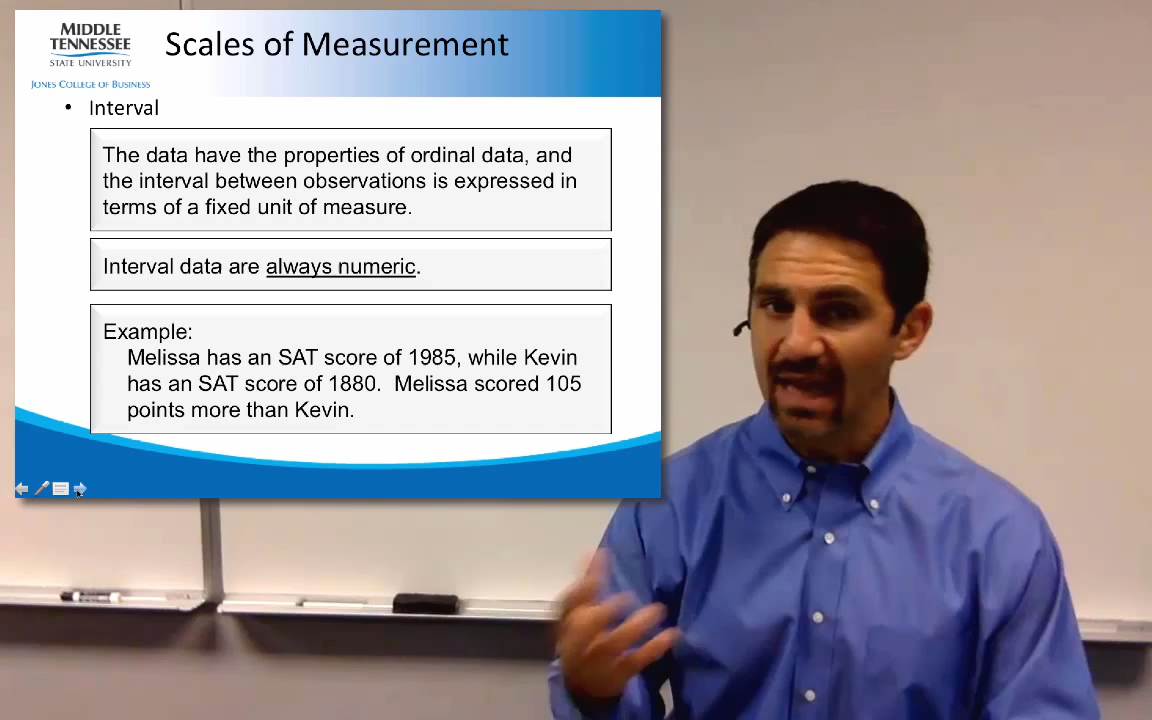 MIDDLE
TENNESSEE
STATE UNIVERSITY
JONES COLLEGE OF BUSINESS
Scales of Measurement
• Interval
The data have the properties of ordinal data, and
the interval between observations is expressed in
terms of a fixed unit of measure.
Interval data are always numeric.
Example:
Melissa has an SAT score of 1985, while Kevin
has an SAT score of 1880. Melissa scored 105
points more than Kevin.